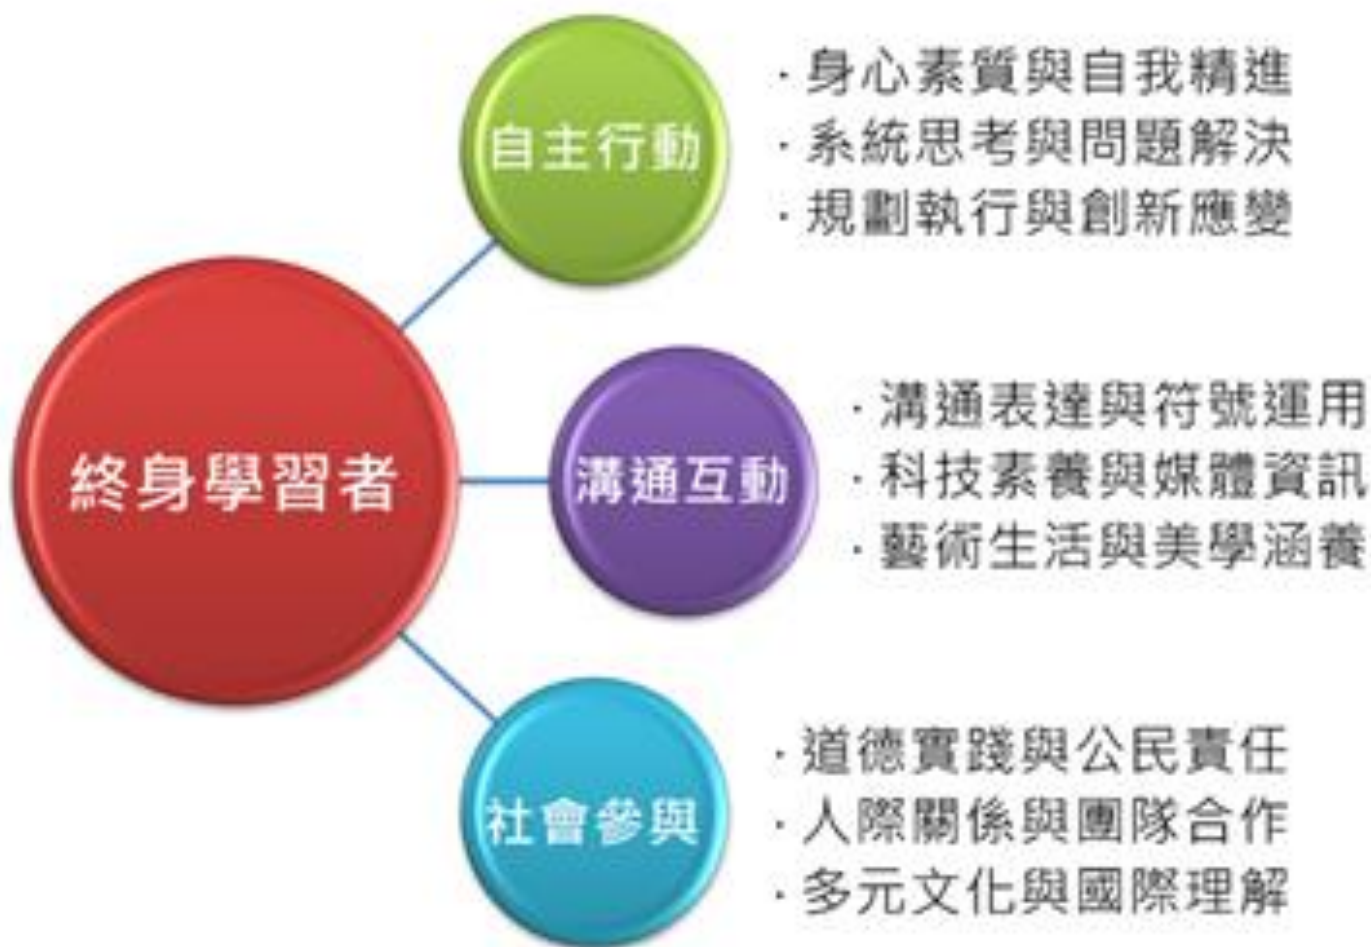 終身學習者
自主行動
· 身心素質與自我精進
· 系統思考與問題解決
· 規劃執行與創新應變
溝通互動
· 溝通表達與符號運用
· 科技素養與媒體資訊
· 藝術生活與美學涵養
社會參與
· 道德實踐與公民責任
· 人際關係與團隊合作
· 多元文化與國際理解